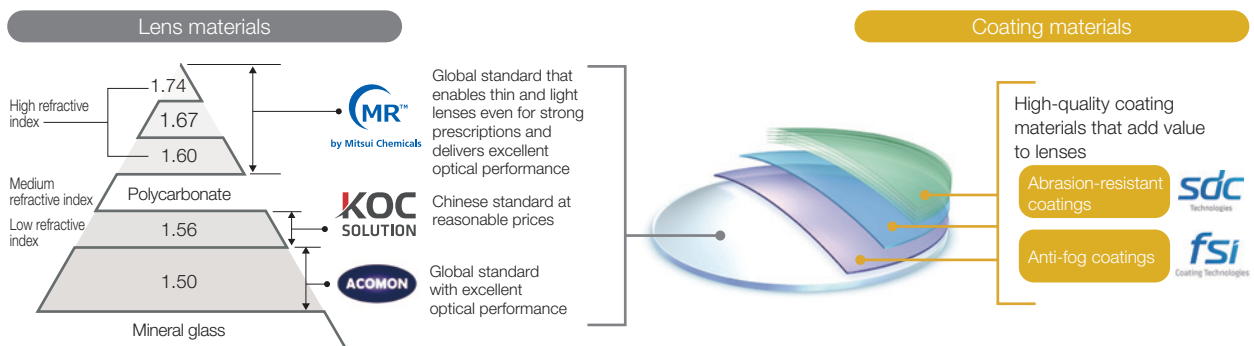 Lens materials
Coating materials
1.74
1.67
1.60
Polycarbonate
1.56
1.50
Mineral glass
High refractive
index
Medium
refractive index
Low refractive
index
MR™
by Mitsui Chemicals
Global standard that
enables thin and light
lenses even for strong
prescriptions and
delivers excellent
optical performance
KOC
SOLUTION
Chinese standard at
reasonable prices
ACOMON
Global standard
with excellent
optical performance
High-quality coating
materials that add value
to lenses
Abrasion-resistant
coatings
sdc
Technologies
Anti-fog coatings
fsi
Coating Technologies